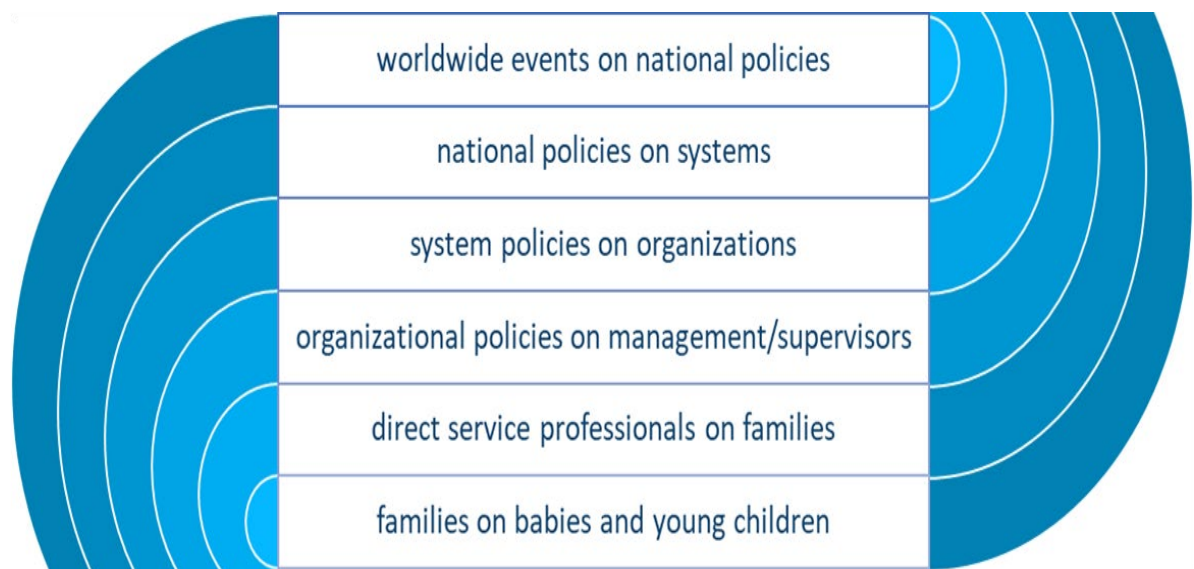 worldwide events on national policies
national policies on systems
system policies on organizations
organizational policies on management/supervisors
direct service professionals on families
families on babies and young children